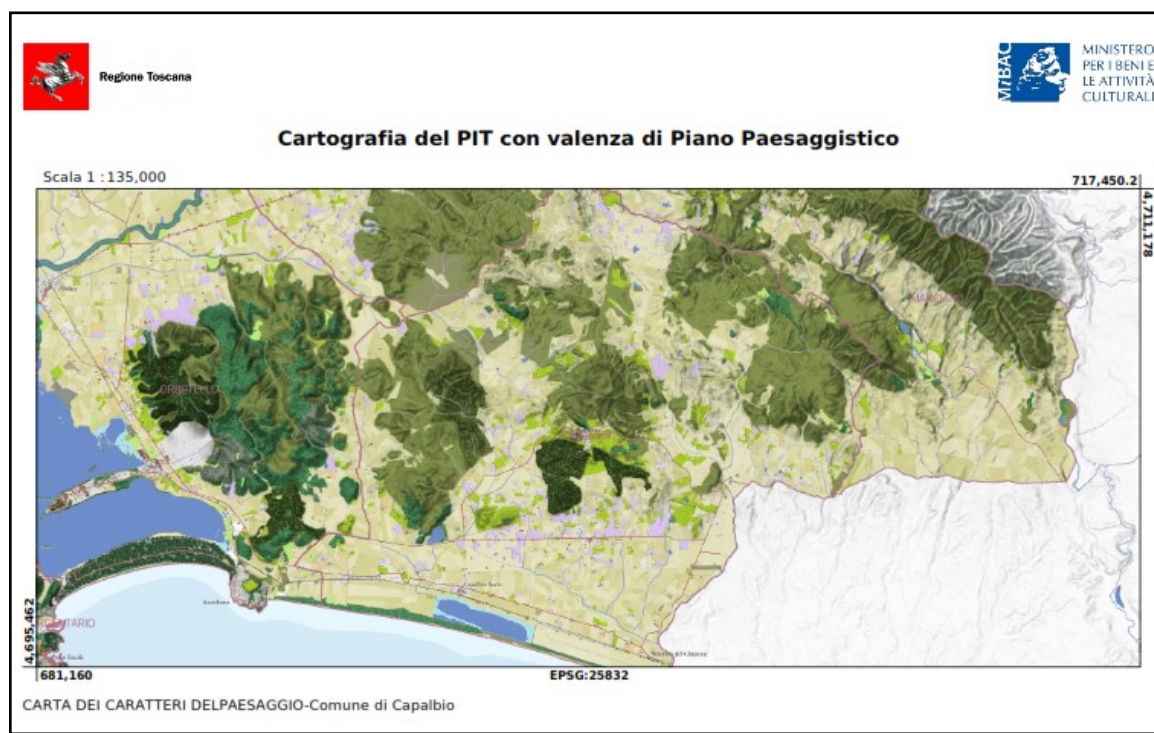 Regione Toscana
MiBAC
MINISTERO
PER I BENI E
LE ATTIVITÀ
CULTURALI
Cartografia del PIT con valenza di Piano Paesaggistico
Scala 1 :135,000
717,450.2
4,711,178
ORBETELLO
Capalbio Scalo
4,695,462
681,160
EPSG:25832
CARTA DEI CARATTERI DELPAESAGGIO-Comune di Capalbio